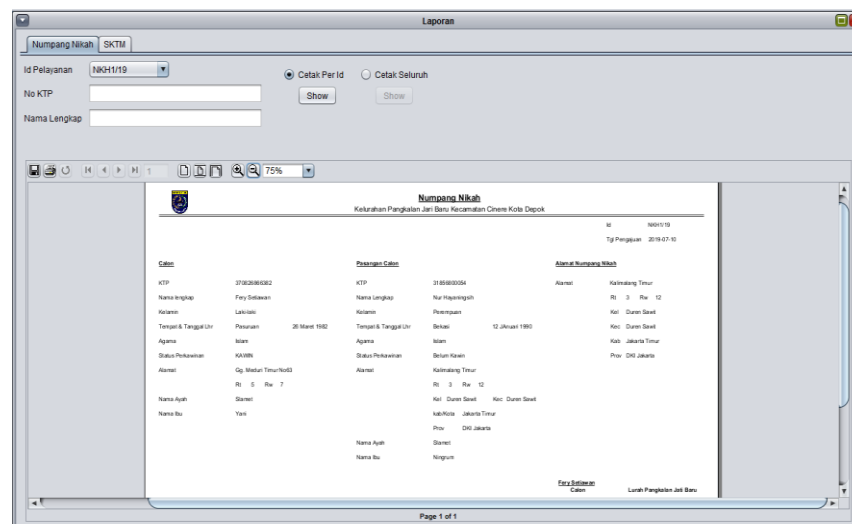 Laporan
Numpang Nikah SKTM
Id Pelayanan NKH1/19 Cetak Per Id Cetak Seluruh
No KTP Show Show
Nama Lengkap
1 75%
Numpang Nikah
Kelurahan Pangkalan Jari Baru Kecamatan Cinere Kota Depok
Id NKH1/19
Tgl Pengajuan 2019-07-10
Calon Pasangan Calon Alamat Numpang Nikah
KTP KTP 31856800054 Alamat Kalimalang Timur
Nama lengkap Fery Setiawan Nama Lengkap Nur Hayaningsih Rt 3 Rw 12
Kelamin Laki-laki Kelamin Perempuan Kel Duren Sawit
Tempat & Tanggal Lhr Pasuruan 26 Maret 1982 Tempat & Tanggal Lhr Bekasi 12 JAnuari 1990 Kec Duren Sawit
Agama Islam Agama Islam Kab Jakarta Timur
Status Perkawinan KAWIN Status Perkawinan Belum Kawin Prov DKI Jakarta
Alamat Gg. Meduri Timur No63 Alamat Kalimalang Timur
Rt 5 Rw 7 Rt 3 Rw 12
Nama Ayah Slamet Kel Duren Sawit Kec Duren Sawit
Nama Ibu Yani kab/Kota Jakarta Timur
Prov DKI Jakarta
Nama Ayah Slamet
Nama Ibu Ningrum
Fery Setiawan
Calon Lurah Pangkalan Jati Baru
Page 1 of 1